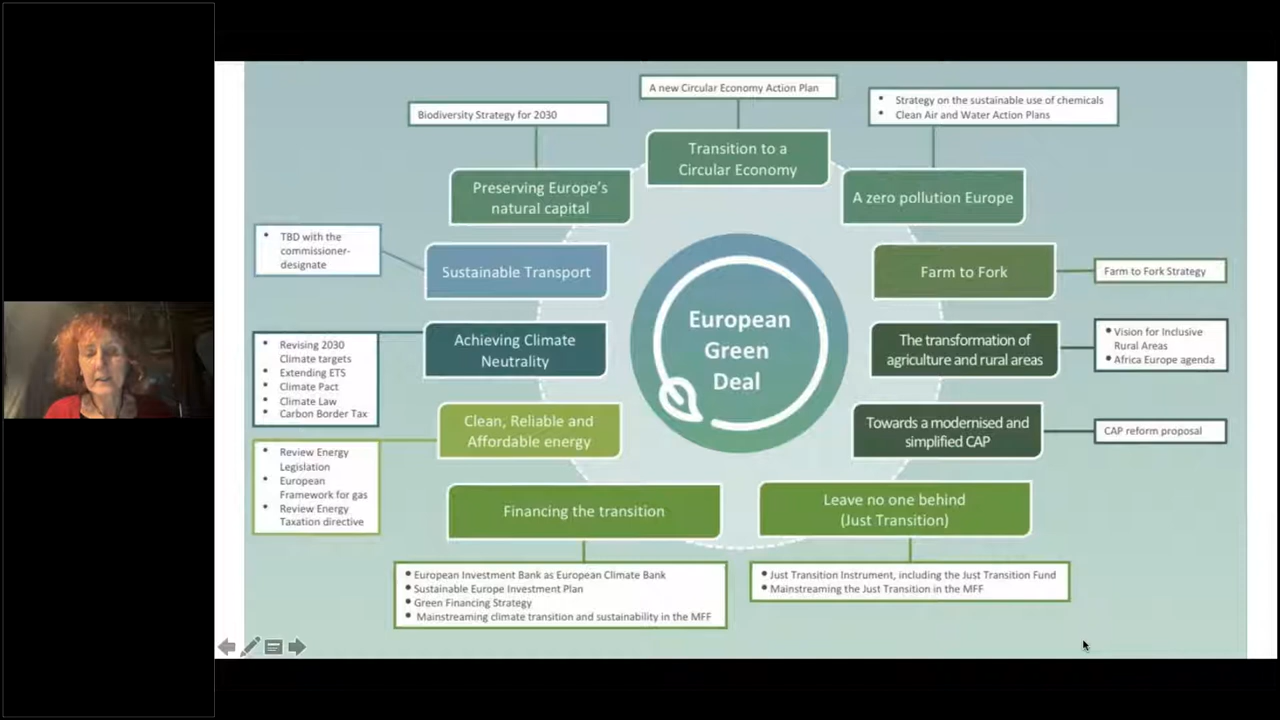 A new Circular Economy Action Plan
Biodiversity Strategy for 2030
• Strategy on the sustainable use of chemicals
• Clean Air and Water Action Plans
Transition to a
Circular Economy
Preserving Europe's
natural capital
A zero pollution Europe
• TBD with the
commissioner-
designate
Sustainable Transport
Farm to Fork
Farm to Fork Strategy
European
Green
Deal
• Revising 2030
Climate targets
• Extending ETS
• Climate Pact
• Climate Law
• Carbon Border Tax
Achieving Climate
Neutrality
The transformation of
agriculture and rural areas
• Vision for Inclusive
Rural Areas
• Africa Europe agenda
Clean, Reliable and
Affordable energy
Towards a modernised and
simplified CAP
CAP reform proposal
• Review Energy
Legislation
• European
Framework for gas
• Review Energy
Taxation directive
Financing the transition
Leave no one behind
(Just Transition)
• European Investment Bank as European Climate Bank
• Sustainable Europe Investment Plan
• Green Financing Strategy
• Mainstreaming climate transition and sustainability in the MFF
• Just Transition Instrument, including the Just Transition Fund
• Mainstreaming the Just Transition in the MFF